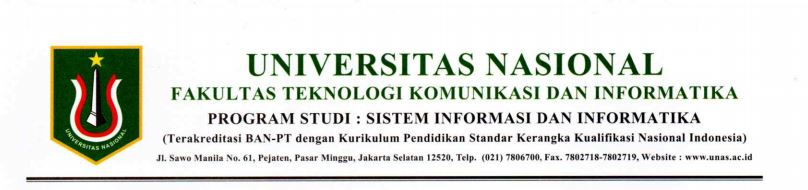 UNIVERSITAS NASIONAL
FAKULTAS TEKNOLOGI KOMUNIKASI DAN INFORMATIKA
PROGRAM STUDI : SISTEM INFORMASI DAN INFORMATIKA
(Terakreditasi BAN-PT dengan Kurikulum Pendidikan Standar Kerangka Kualifikasi Nasional Indonesia)
Jl. Sawo Manila No. 61, Pejaten, Pasar Minggu, Jakarta Selatan 12520, Telp. (021) 7806700, Fax. 7802718-7802719, Website : www.unas.ac.id
UNIVERSITAS NASIONAL